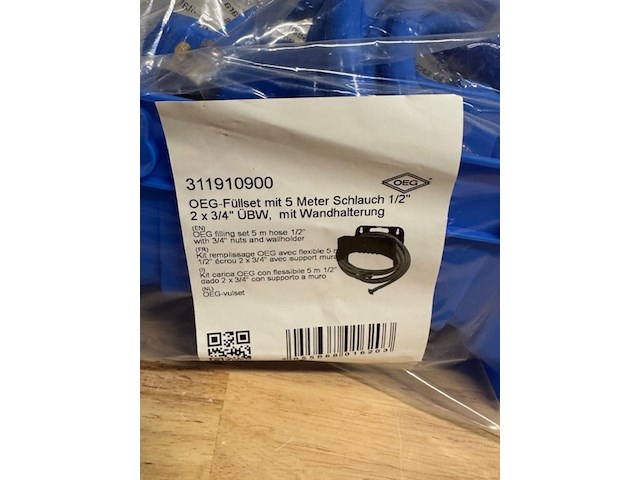 311910900
OEG
OEG-Füllset mit 5 Meter Schlauch 1/2"
2 x 3/4" ÜBW, mit Wandhalterung
(EN)
OEG filling set 5 m hose 1/2"
with 3/4" nuts and wallholder
(FR)
Kit remplissage OEG avec flexible 5 m
1/2" écrou 2 x 3/4" avec support mural
(I)
Kit carica OEG con flessibile 5 m 1/2"
dado 2 x 3/4" con supporto a muro
(NL)
OEG-vulset